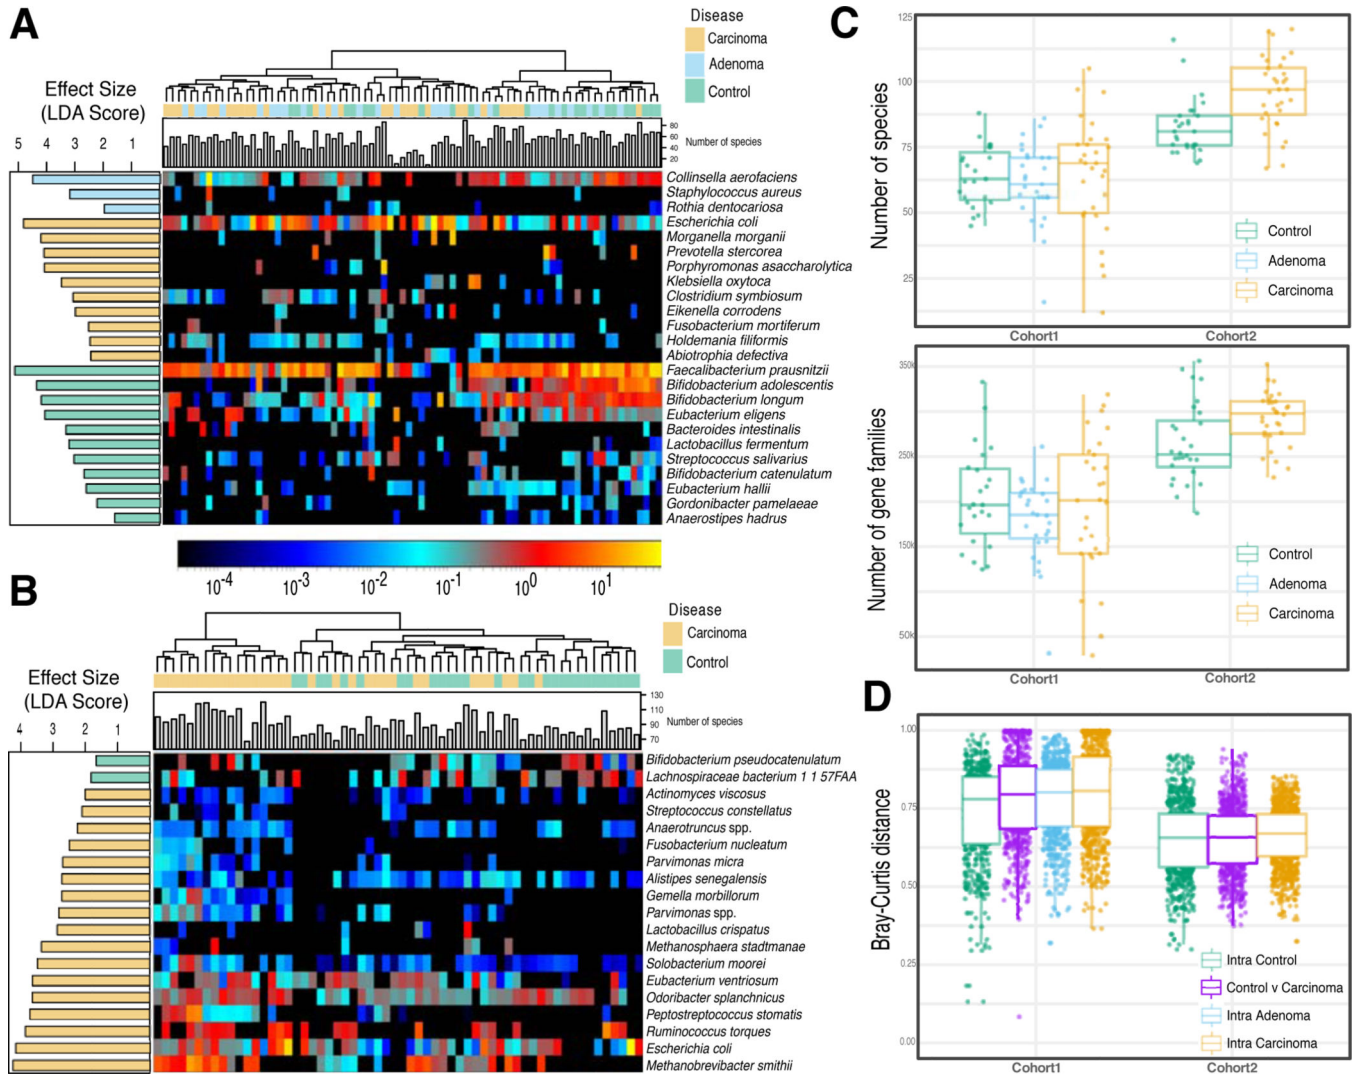 A
Disease
Carcinoma
Adenoma
Control
Effect Size
(LDA Score)
5 4 3 2 1
80
60
40
20
Number of species
Collinsella aerofaciens
Staphylococcus aureus
Rothia dentocariosa
Escherichia coli
Morganella morganii
Prevotella stercorea
Porphyromonas asaccharolytica
Klebsiella oxytoca
Clostridium symbiosum
Eikenella corrodens
Fusobacterium mortiferum
Holdemania filiformis
Abiotrophia defectiva
Faecalibacterium prausnitzii
Bifidobacterium adolescentis
Bifidobacterium longum
Eubacterium eligens
Bacteroides intestinalis
Lactobacillus fermentum
Streptococcus salivarius
Bifidobacterium catenulatum
Eubacterium hallii
Gordonibacter pamelaeae
Anaerostipes hadrus
10-4 10-3 10-2 10-1 100 101
B
Disease
Carcinoma
Control
Effect Size
(LDA Score)
4 3 2 1
130
110
90
70
Number of species
Bifidobacterium pseudocatenulatum
Lachnospiraceae bacterium 1 1 57FAA
Actinomyces viscosus
Streptococcus constellatus
Anaerotruncus spp.
Fusobacterium nucleatum
Parvimonas micra
Alistipes senegalensis
Gemella morbillorum
Parvimonas spp.
Lactobacillus crispatus
Methanosphaera stadtmanae
Solobacterium moorei
Eubacterium ventriosum
Odoribacter splanchnicus
Peptostreptococcus stomatis
Ruminococcus torques
Escherichia coli
Methanobrevibacter smithii
C
Number of species
125
100
75
50
25
Control
Adenoma
Carcinoma
Cohort1 Cohort2
Number of gene families
350k
250k
150k
50k
Control
Adenoma
Carcinoma
Cohort1 Cohort2
D
Bray-Curtis distance
1.00
0.75
0.50
0.25
0.00
Intra Control
Control v Carcinoma
Intra Adenoma
Intra Carcinoma
Cohort1 Cohort2